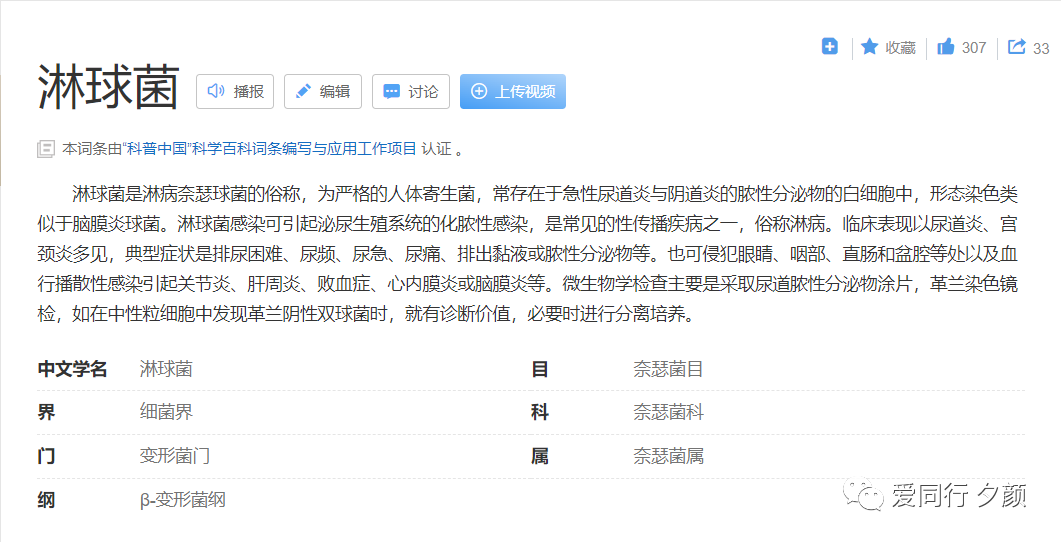 收藏 307 33
淋球菌 播报 编辑 讨论 上传视频
本词条由“科普中国”科学百科词条编写与应用工作项目 认证 。
淋球菌是淋病奈瑟球菌的俗称，为严格的人体寄生菌，常存在于急性尿道炎与阴道炎的脓性分泌物的白细胞中，形态染色类
似于脑膜炎球菌。淋球菌感染可引起泌尿生殖系统的化脓性感染，是常见的性传播疾病之一，俗称淋病。临床表现以尿道炎、宫
颈炎多见，典型症状是排尿困难、尿频、尿急、尿痛、排出黏液或脓性分泌物等。也可侵犯眼睛、咽部、直肠和盆腔等处以及血
行播散性感染引起关节炎、肝周炎、败血症、心内膜炎或脑膜炎等。微生物学检查主要是采取尿道脓性分泌物涂片，革兰染色镜
检，如在中性粒细胞中发现革兰阴性双球菌时，就有诊断价值，必要时进行分离培养。
中文学名 淋球菌 目 奈瑟菌目
界 细菌界 科 奈瑟菌科
门 变形菌门 属 奈瑟菌属
纲 β-变形菌纲
爱同行 夕颜